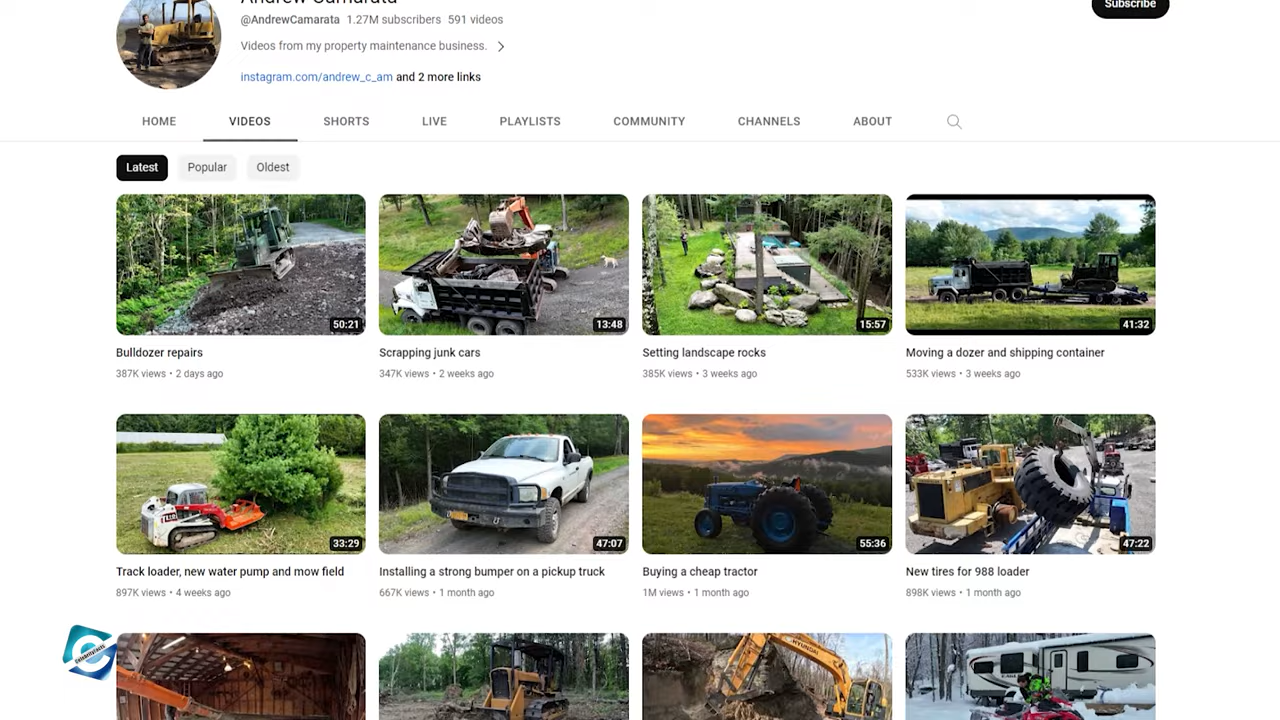 Andrew Camarata
@AndrewCamarata 1.27M subscribers 591 videos
Subscribe
Videos from my property maintenance business.
instagram.com/andrew_c_am and 2 more links
HOME VIDEOS SHORTS LIVE PLAYLISTS COMMUNITY CHANNELS ABOUT
Latest Popular Oldest
50:21 13:48 15:57 41:32
Bulldozer repairs
387K views • 2 days ago
Scrapping junk cars
347K views • 2 weeks ago
Setting landscape rocks
385K views • 3 weeks ago
Moving a dozer and shipping container
533K views • 3 weeks ago
33:29 47:07 55:36 47:22
Track loader, new water pump and mow field
897K views • 4 weeks ago
Installing a strong bumper on a pickup truck
667K views • 1 month ago
Buying a cheap tractor
1M views • 1 month ago
New tires for 988 loader
898K views • 1 month ago
HYUNDAI